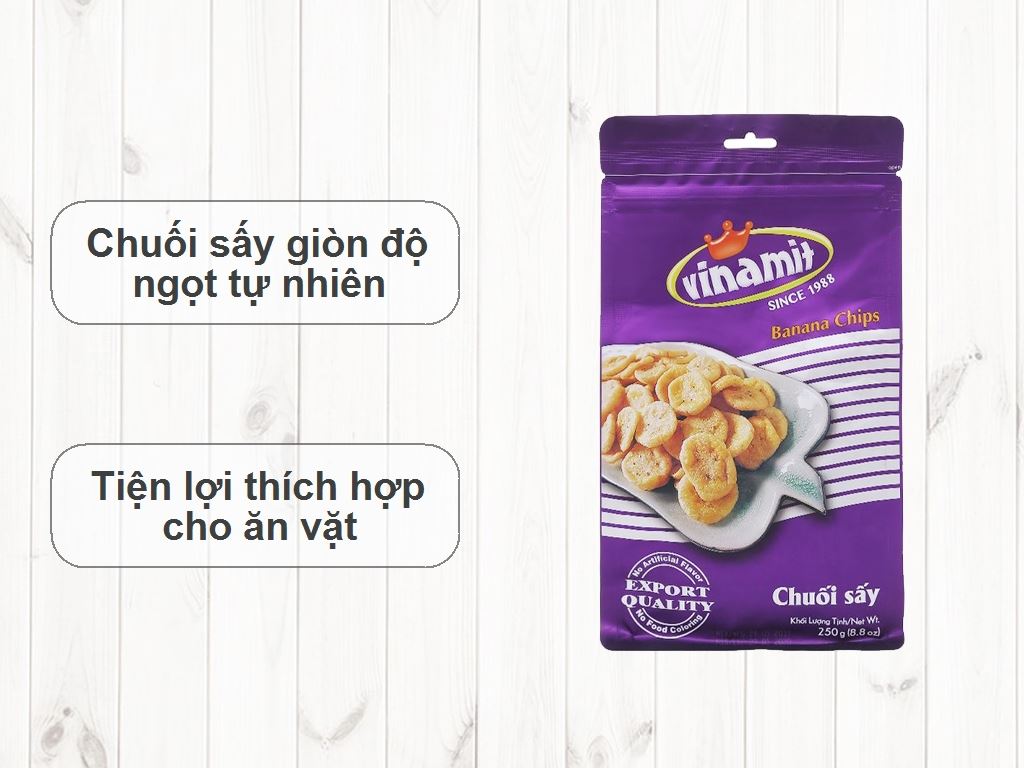 Chuối sấy giòn độ
ngọt tự nhiên
Tiện lợi thích hợp
cho ăn vặt
vinamit
SINCE 1988
Banana Chips
No Artificial Flavor
EXPORT
QUALITY
No Food Coloring
Chuối sấy
Khối Lượng Tịnh/Net Wt.
250 g (8.8 oz)